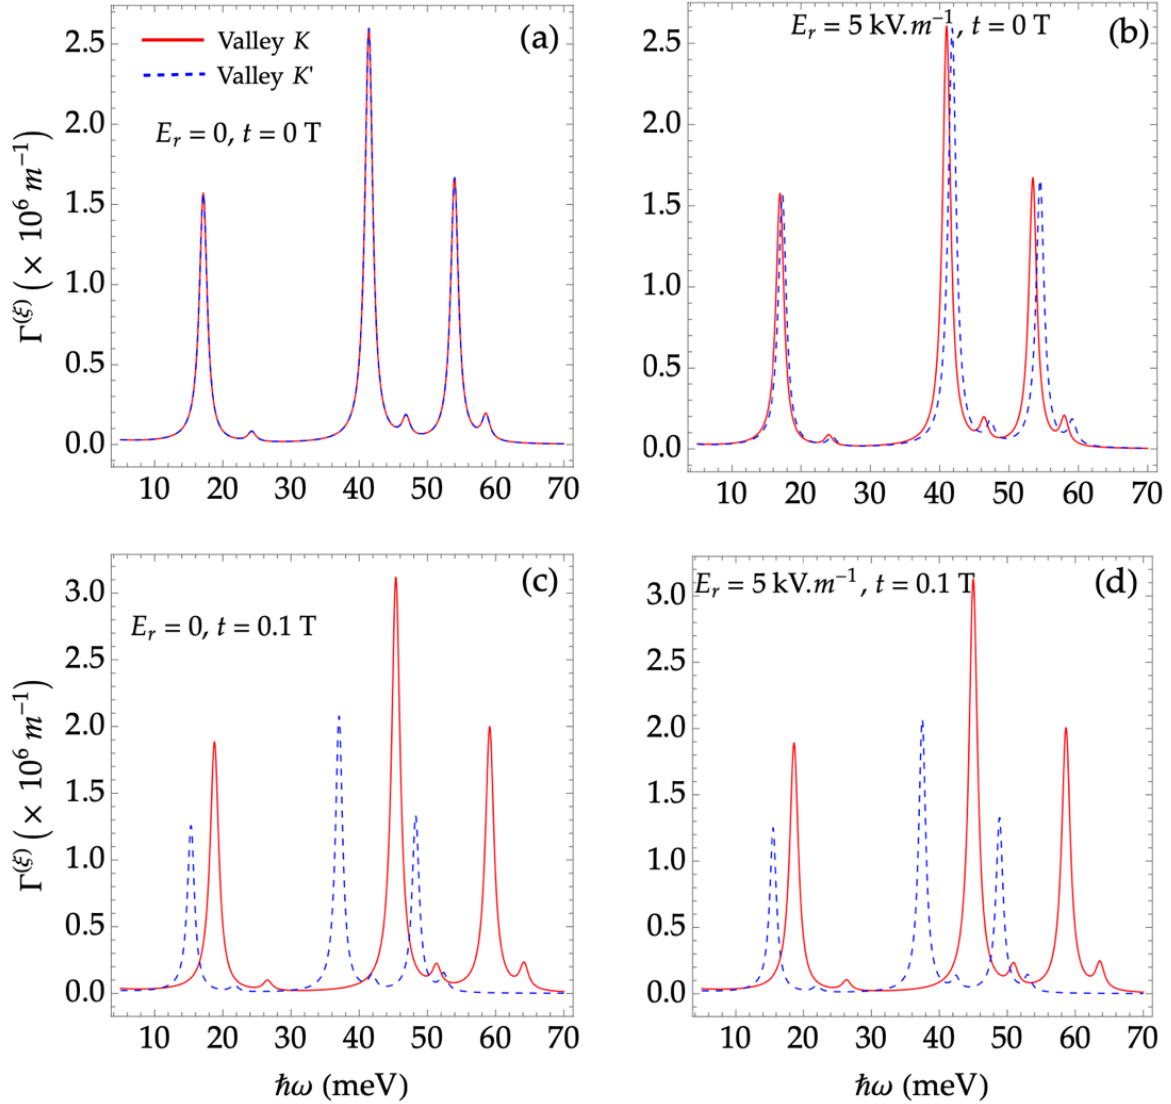 (a)
Valley K
Valley K'
E_r = 0, t = 0 T
Γ^(ξ) (× 10^6 m^−1)
2.5
2.0
1.5
1.0
0.5
0.0
10 20 30 40 50 60 70
(b)
E_r = 5 kV.m^−1, t = 0 T
2.5
2.0
1.5
1.0
0.5
0.0
10 20 30 40 50 60 70
(c)
E_r = 0, t = 0.1 T
Γ^(ξ) (× 10^6 m^−1)
3.0
2.5
2.0
1.5
1.0
0.5
0.0
10 20 30 40 50 60 70
ħω (meV)
(d)
E_r = 5 kV.m^−1, t = 0.1 T
3.0
2.5
2.0
1.5
1.0
0.5
0.0
10 20 30 40 50 60 70
ħω (meV)